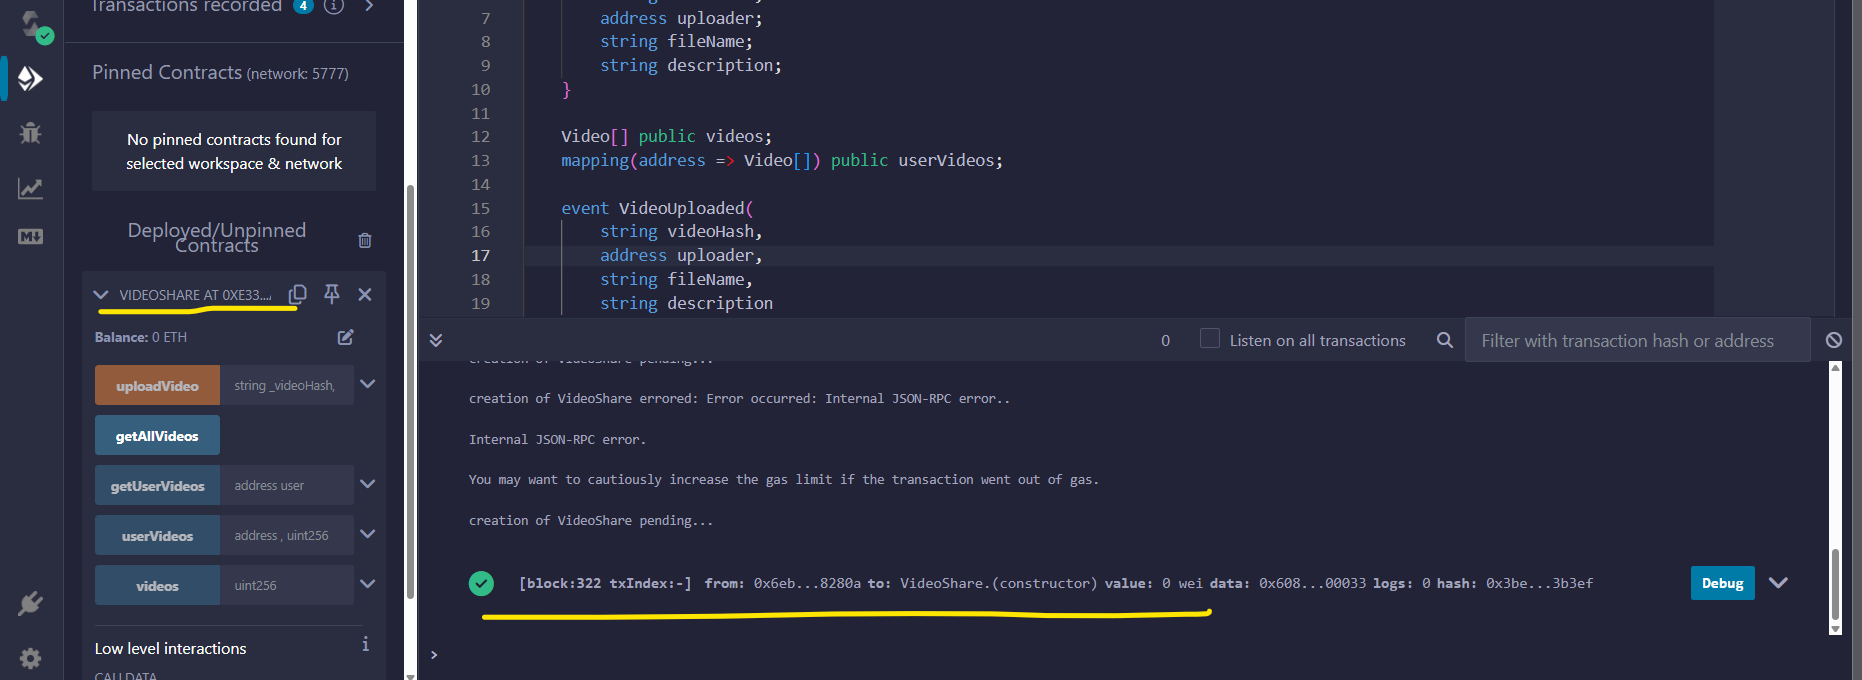 Transactions recorded 4 i
Pinned Contracts (network: 5777)
No pinned contracts found for
selected workspace & network
Deployed/Unpinned
Contracts
VIDEOSHARE AT 0XE33...
Balance: 0 ETH
uploadVideo string _videoHash,
getAllVideos
getUserVideos address user
userVideos address , uint256
videos uint256
Low level interactions i
CALLDATA
7 address uploader;
8 string fileName;
9 string description;
10 }
11
12 Video[] public videos;
13 mapping(address => Video[]) public userVideos;
14
15 event VideoUploaded(
16 string videoHash,
17 address uploader,
18 string fileName,
19 string description
0 Listen on all transactions Filter with transaction hash or address
creation of VideoShare pending...
creation of VideoShare errored: Error occurred: Internal JSON-RPC error..
Internal JSON-RPC error.
You may want to cautiously increase the gas limit if the transaction went out of gas.
creation of VideoShare pending...
[block:322 txIndex:-] from: 0x6eb...8280a to: VideoShare.(constructor) value: 0 wei data: 0x608...00033 logs: 0 hash: 0x3be...3b3ef Debug
>